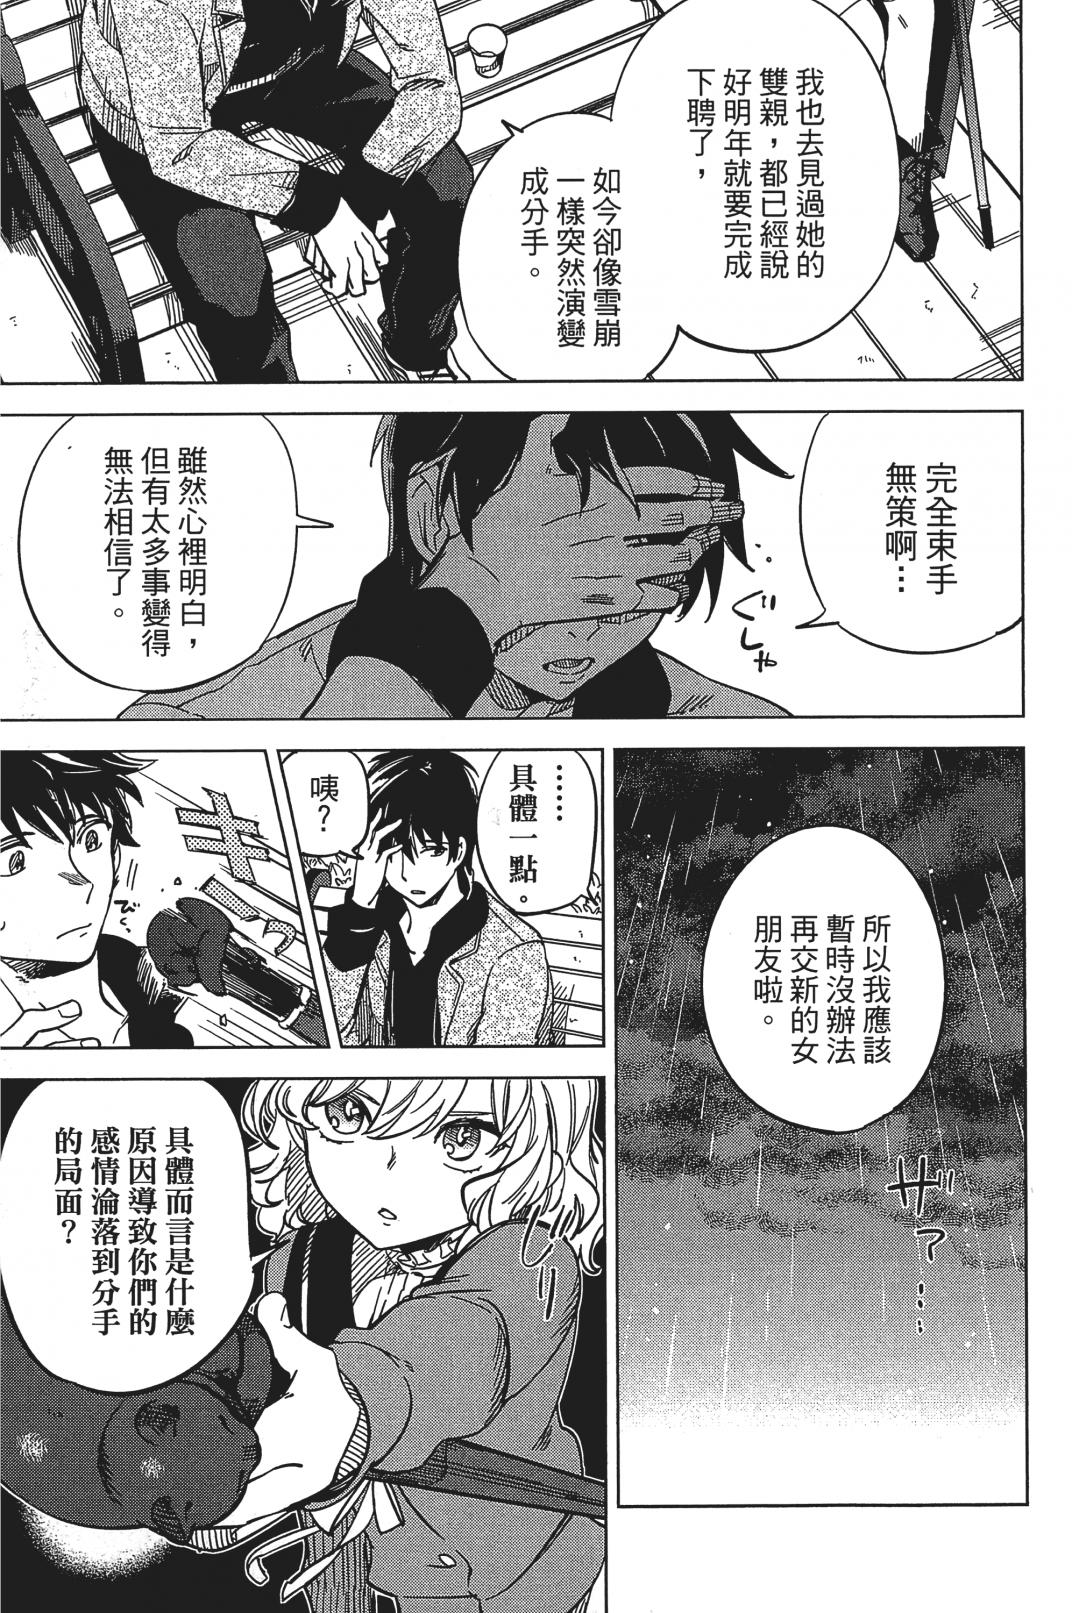 我也去見過她的
雙親，都已經說
好明年就要完成
下聘了，
如今卻像雪崩
一樣突然演變
成分手。
完全束手
無策啊…
ぐしゃ
雖然心裡明白，
但有太多事變得
無法相信了。
所以我應該
暫時沒辦法
再交新的女
朋友啦。
ザァ
……
具體一點。
咦？
キ
びく
具體而言是什麼
原因導致你們的
感情淪落到分手
的局面？